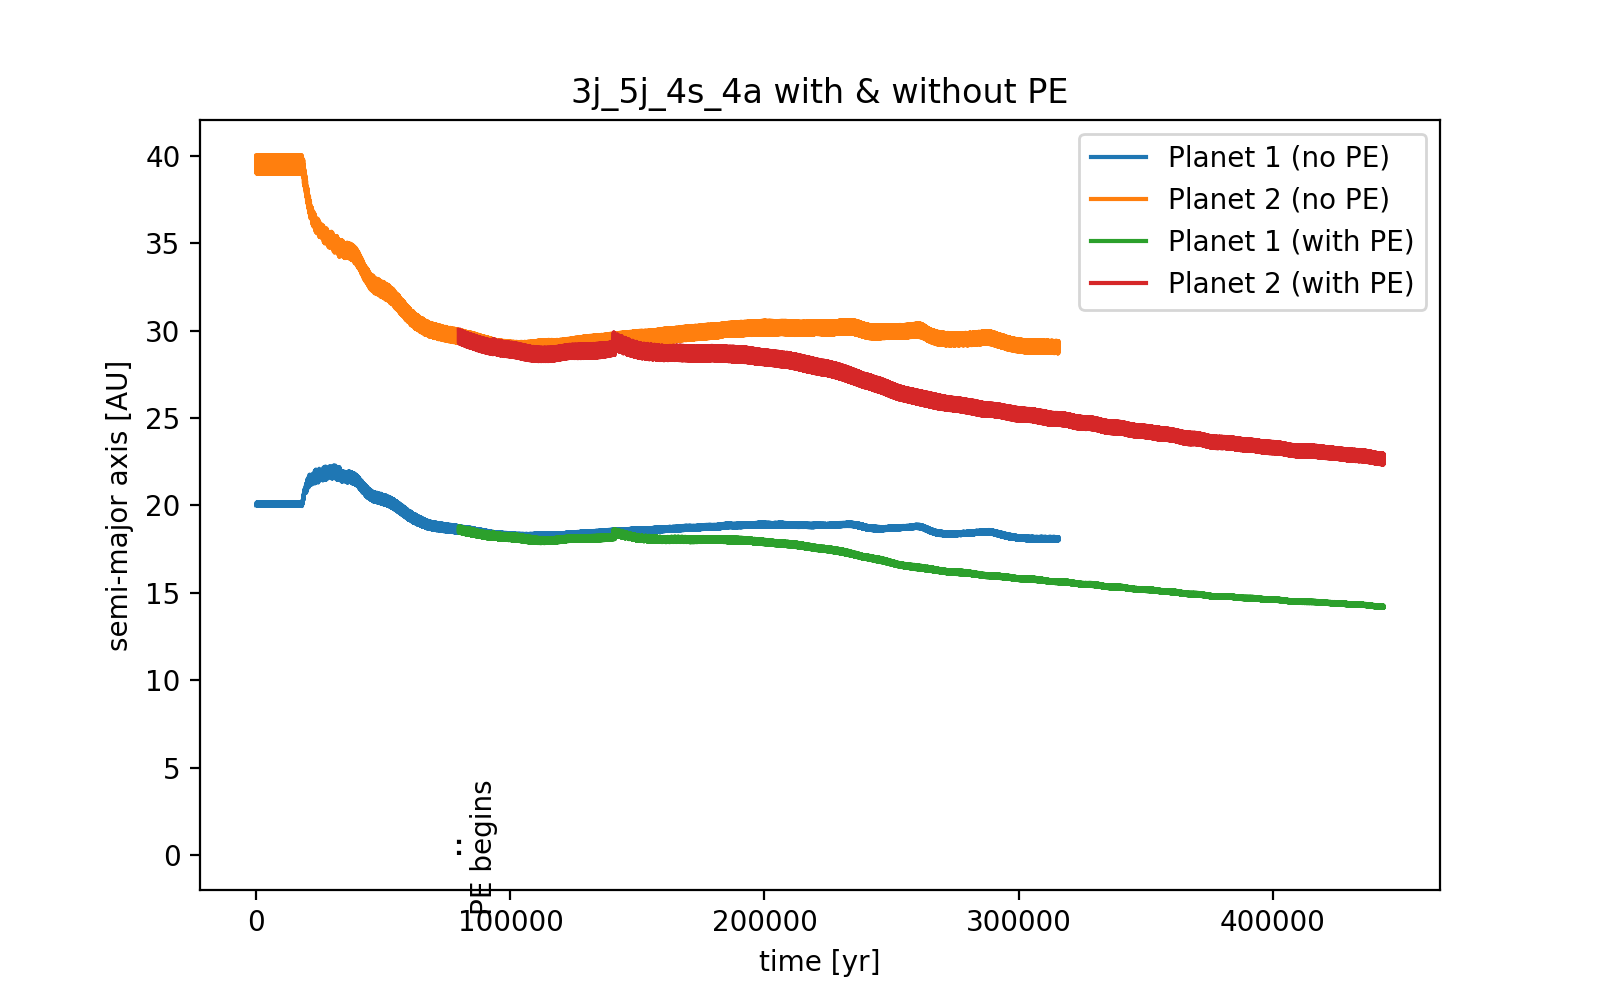 3j_5j_4s_4a with & without PE
Planet 1 (no PE)
Planet 2 (no PE)
Planet 1 (with PE)
Planet 2 (with PE)
semi-major axis [AU]
40
35
30
25
20
15
10
5
0
PE begins
0
100000
200000
300000
400000
time [yr]